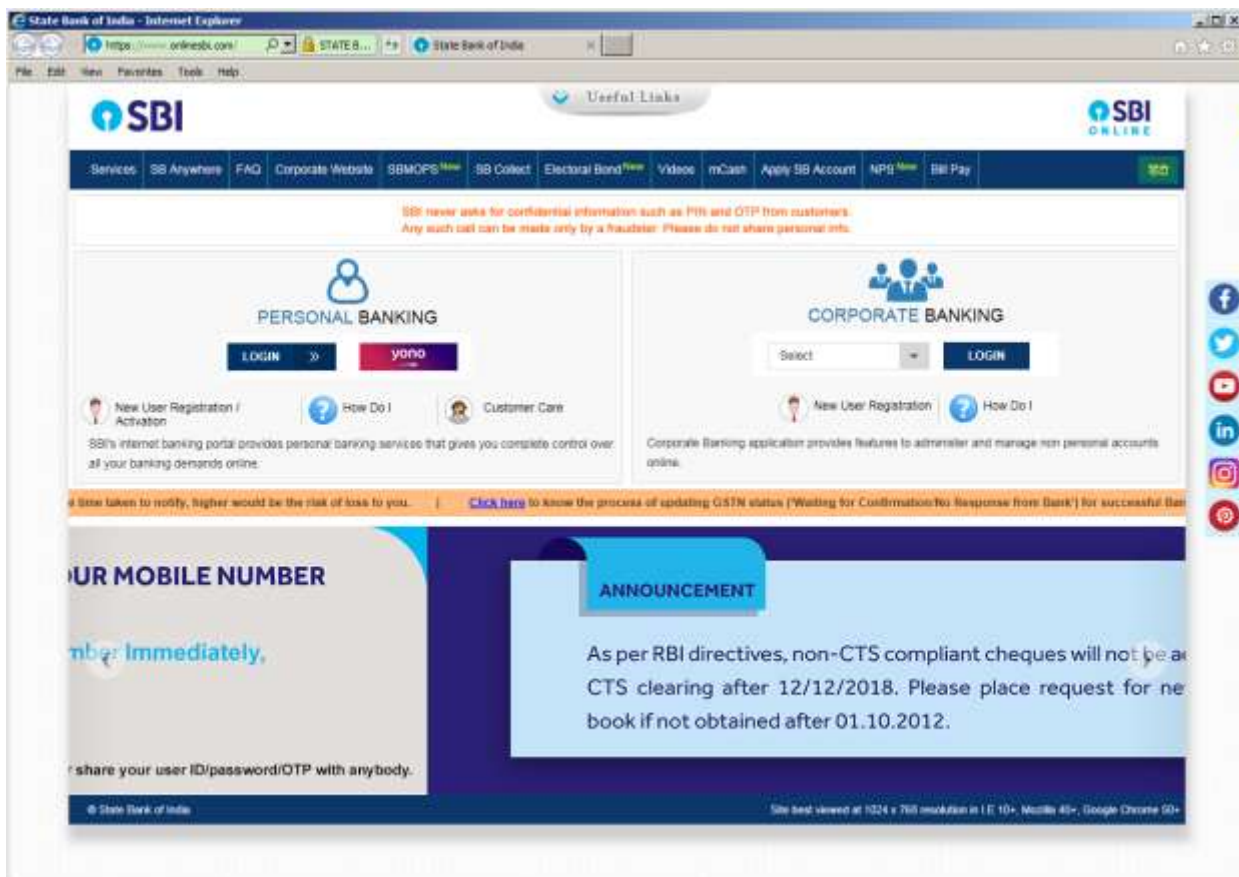 State Bank of India - Internet Explorer
https://www.onlinesbi.com/ STATE B... State Bank of India
File Edit View Favorites Tools Help
Useful Links
SBI
SBI
ONLINE
Services SB Anywhere FAQ Corporate Website SBMOPS New SB Collect Electoral Bond New Videos mCash Apply SB Account NPS New Bill Pay
SBI never asks for confidential information such as PIN and OTP from customers.
Any such call can be made only by a fraudster. Please do not share personal info.
PERSONAL BANKING
LOGIN »
yono
New User Registration /
Activation
How Do I
Customer Care
SBI's internet banking portal provides personal banking services that gives you complete control over
all your banking demands online.
CORPORATE BANKING
Select
LOGIN
New User Registration
How Do I
Corporate Banking application provides features to administer and manage non personal accounts
online.
time taken to notify, higher would be the risk of loss to you. | Click here to know the process of updating GSTN status ('Waiting for Confirmation/No Response from Bank') for successful
UR MOBILE NUMBER
Immediately,
share your user ID/password/OTP with anybody.
ANNOUNCEMENT
As per RBI directives, non-CTS compliant cheques will not be
CTS clearing after 12/12/2018. Please place request for
book if not obtained after 01.10.2012.
© State Bank of India
Site best viewed at 1024 x 768 resolution in I.E 10+, Mozilla 45+, Google Chrome 50+